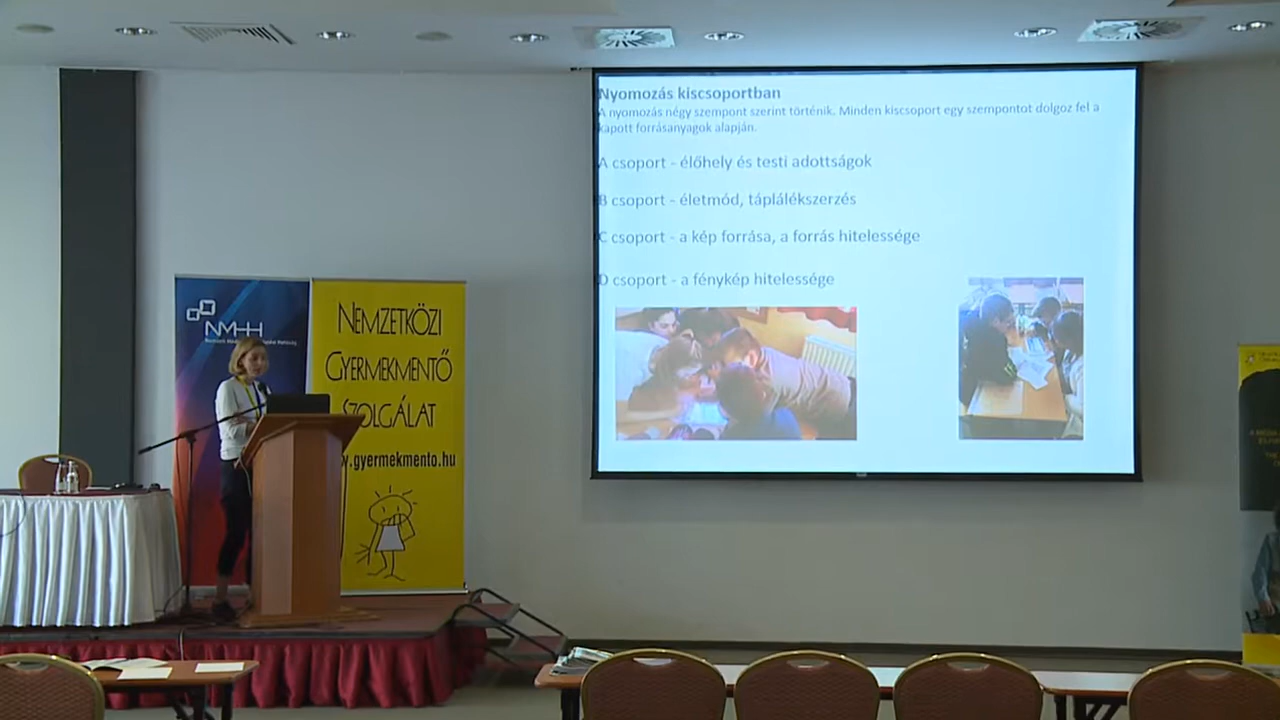 Nyomozás kiscsoportban
A nyomozás négy szempont szerint történik. Minden kiscsoport egy szempontot dolgoz fel a
kapott forrásanyagok alapján.
A csoport - élőhely és testi adottságok
B csoport - életmód, táplálékszerzés
C csoport - a kép forrása, a forrás hitelessége
D csoport - a fénykép hitelessége
NMHH
NEMZETKÖZI
GYERMEKMENTŐ
SZOLGÁLAT
.gyermekmento.hu